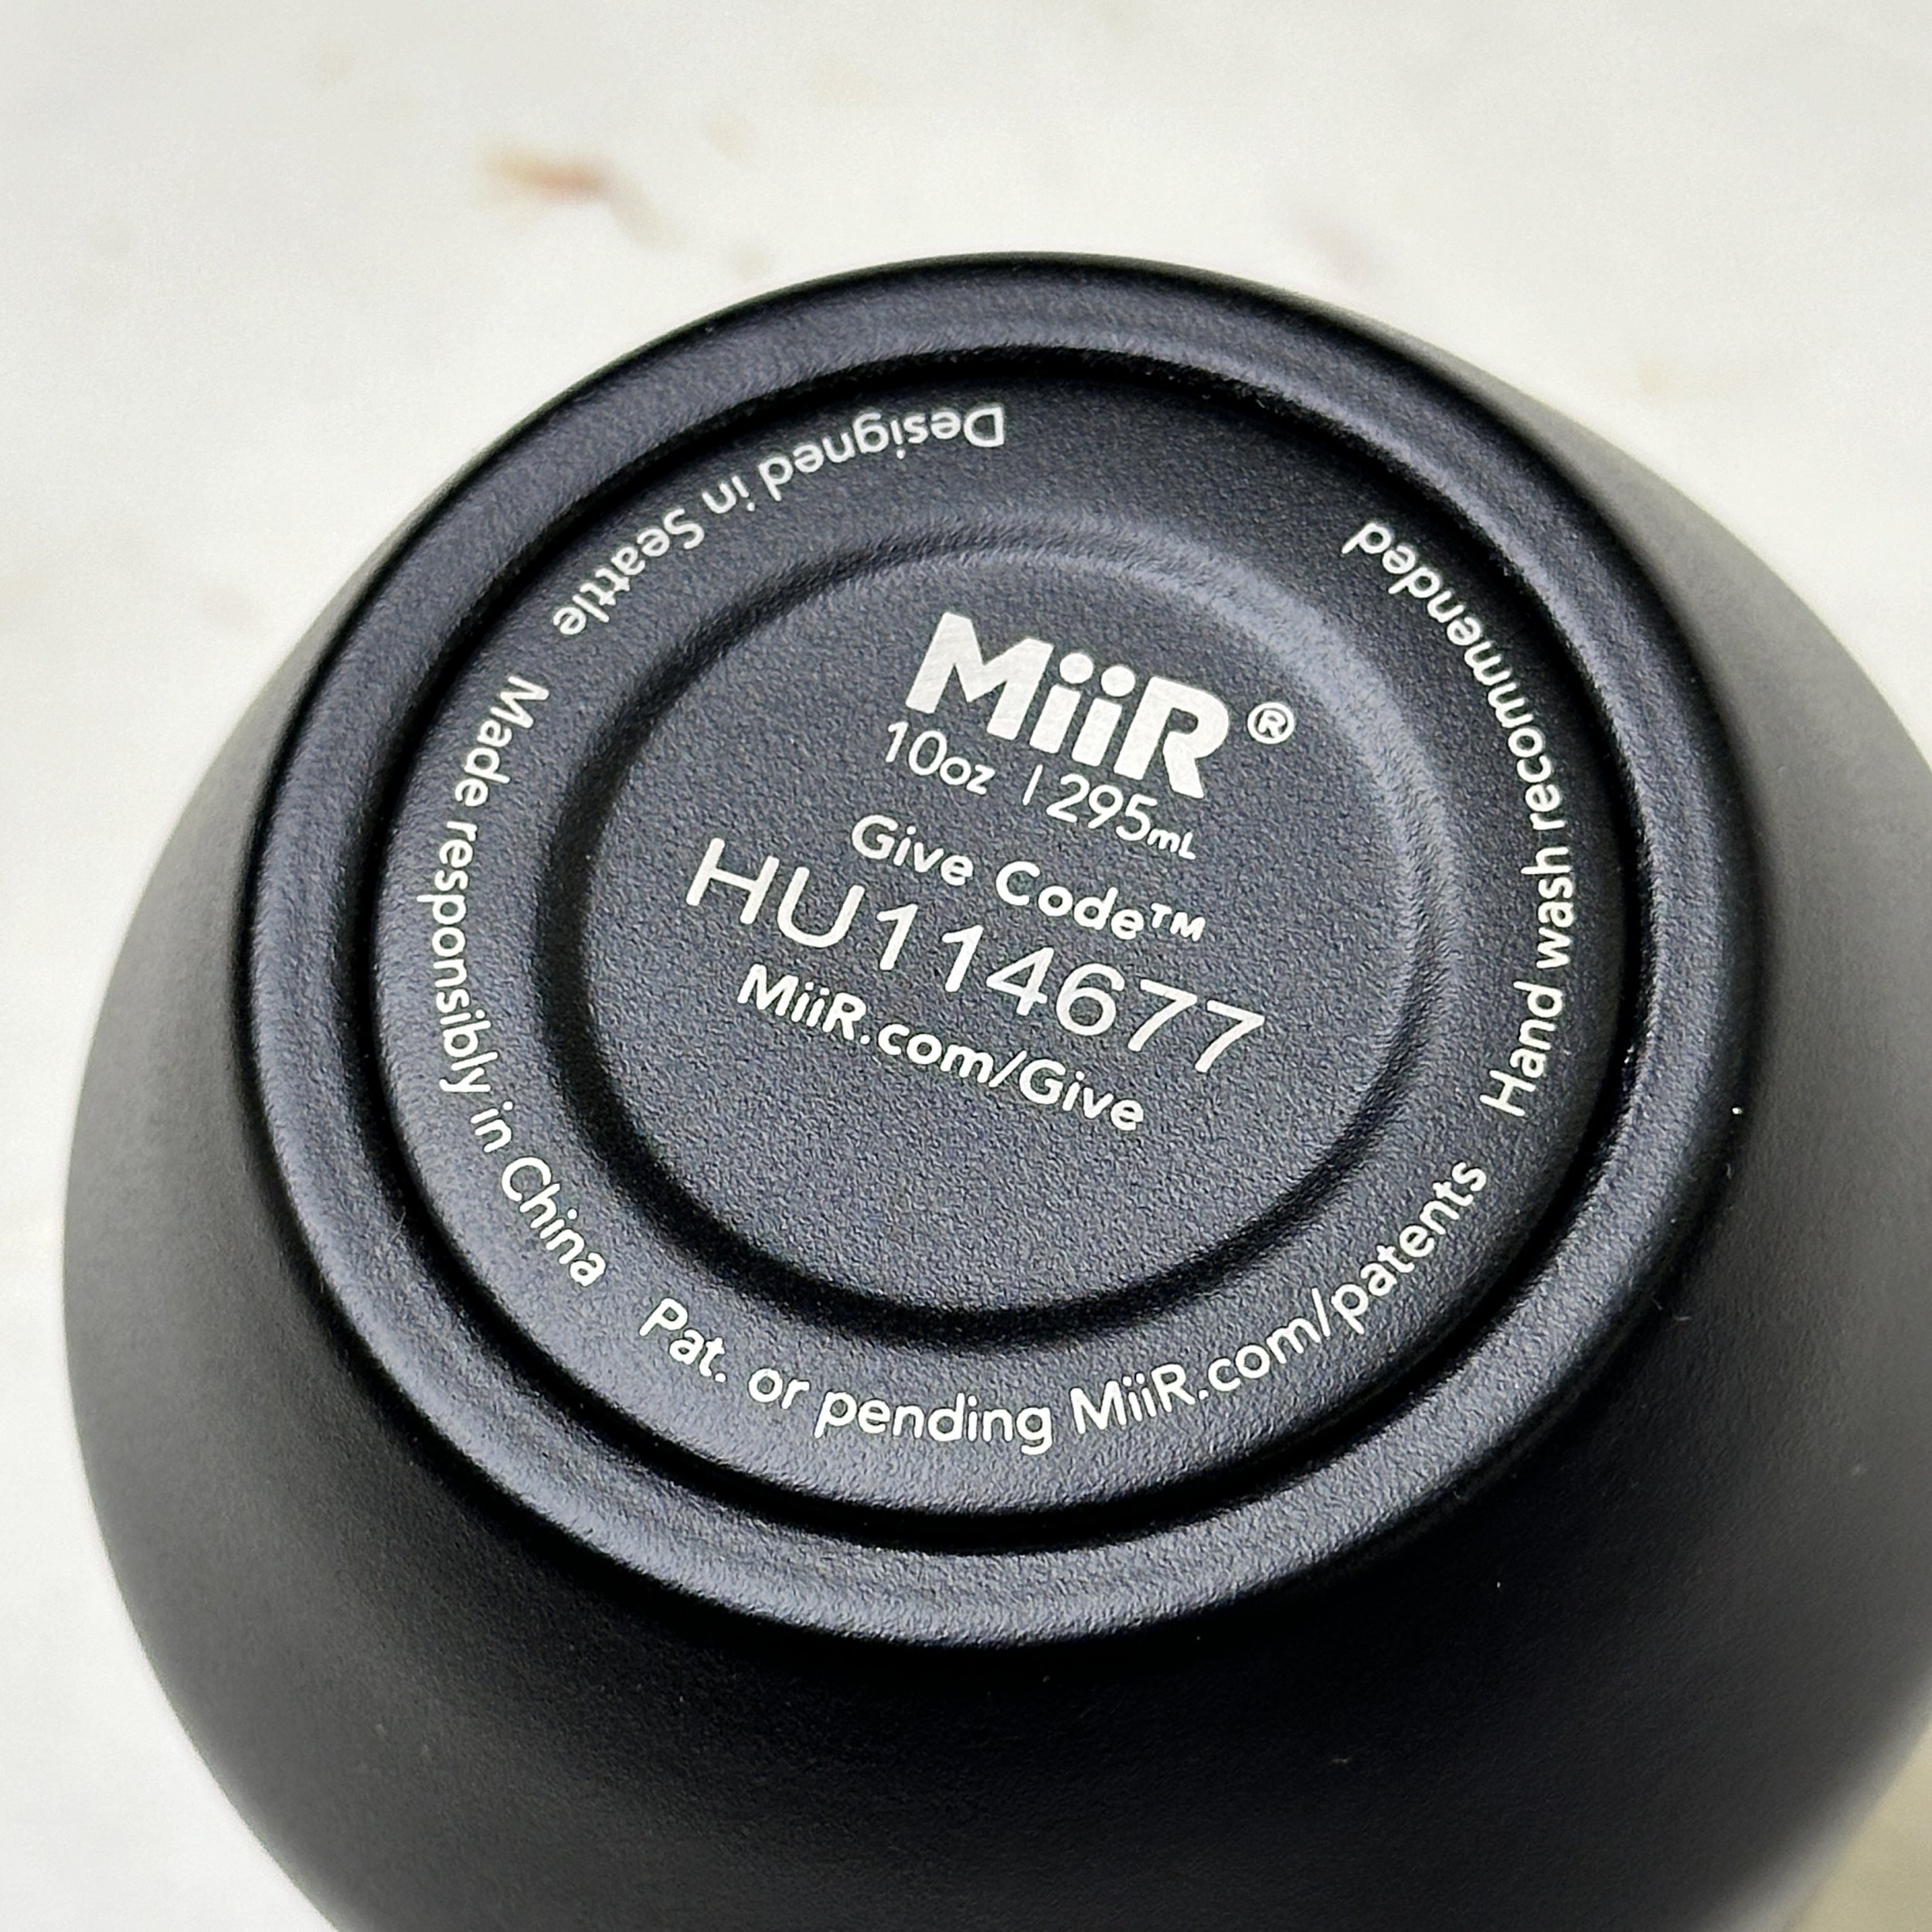 MiiR®
10oz | 295mL
Give Code™
HU114677
MiiR.com/Give
Designed in Seattle
Made responsibly in China
Pat. or pending MiiR.com/patents
Hand wash recommended